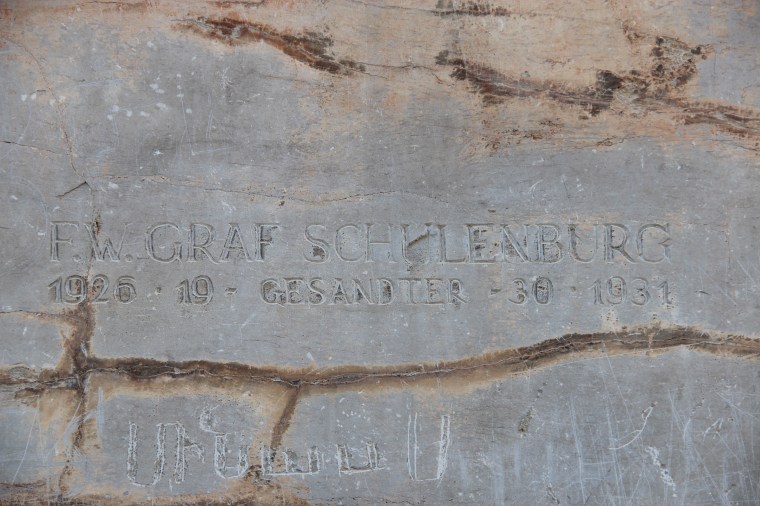 F.W. GRAF SCHULENBURG
1926 · 19 - GESANDTER - 30 · 1931